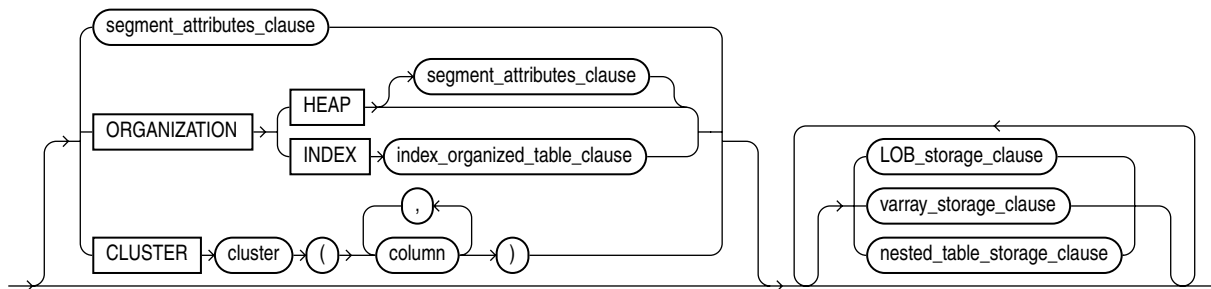 segment_attributes_clause
segment_attributes_clause
HEAP
ORGANIZATION
INDEX
index_organized_table_clause
LOB_storage_clause
,
varray_storage_clause
CLUSTER
cluster
(
column
)
nested_table_storage_clause